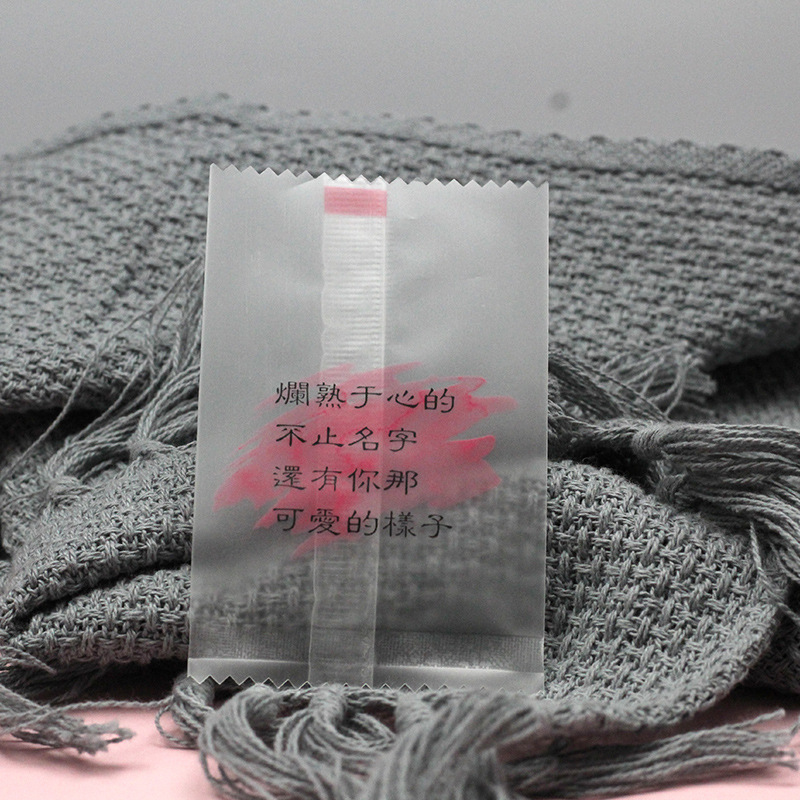 爛熟于心的
不止名字
還有你那
可愛的樣子